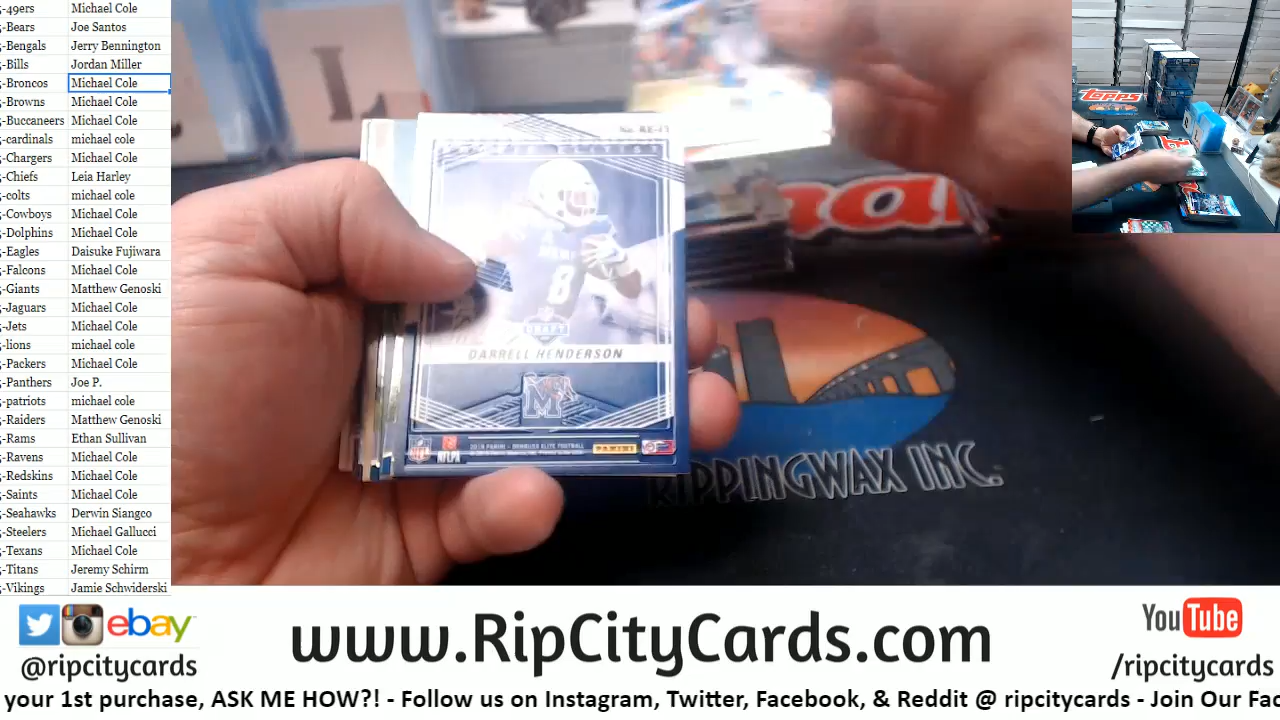 -49ers Michael Cole
-Bears Joe Santos
-Bengals Jerry Bennington
-Bills Jordan Miller
-Broncos Michael Cole
-Browns Michael Cole
-Buccaneers Michael Cole
-cardinals michael cole
-Chargers Michael Cole
-Chiefs Leia Harley
-colts michael cole
-Cowboys Michael Cole
-Dolphins Michael Cole
-Eagles Daisuke Fujiwara
-Falcons Michael Cole
-Giants Matthew Genoski
-Jaguars Michael Cole
-Jets Michael Cole
-lions michael cole
-Packers Michael Cole
-Panthers Joe P.
-patriots michael cole
-Raiders Matthew Genoski
-Rams Ethan Sullivan
-Ravens Michael Cole
-Redskins Michael Cole
-Saints Michael Cole
-Seahawks Derwin Siangco
-Steelers Michael Gallucci
-Texans Michael Cole
-Titans Jeremy Schirm
-Vikings Jamie Schwiderski
8
DRAFT
DARRELL HENDERSON
M
NFL
PANINI
RIPPINGWAX INC.
Topps
ebay
@ripcitycards
www.RipCityCards.com
YouTube
/ripcitycards
your 1st purchase, ASK ME HOW?! - Follow us on Instagram, Twitter, Facebook, & Reddit @ ripcitycards - Join Our Fac